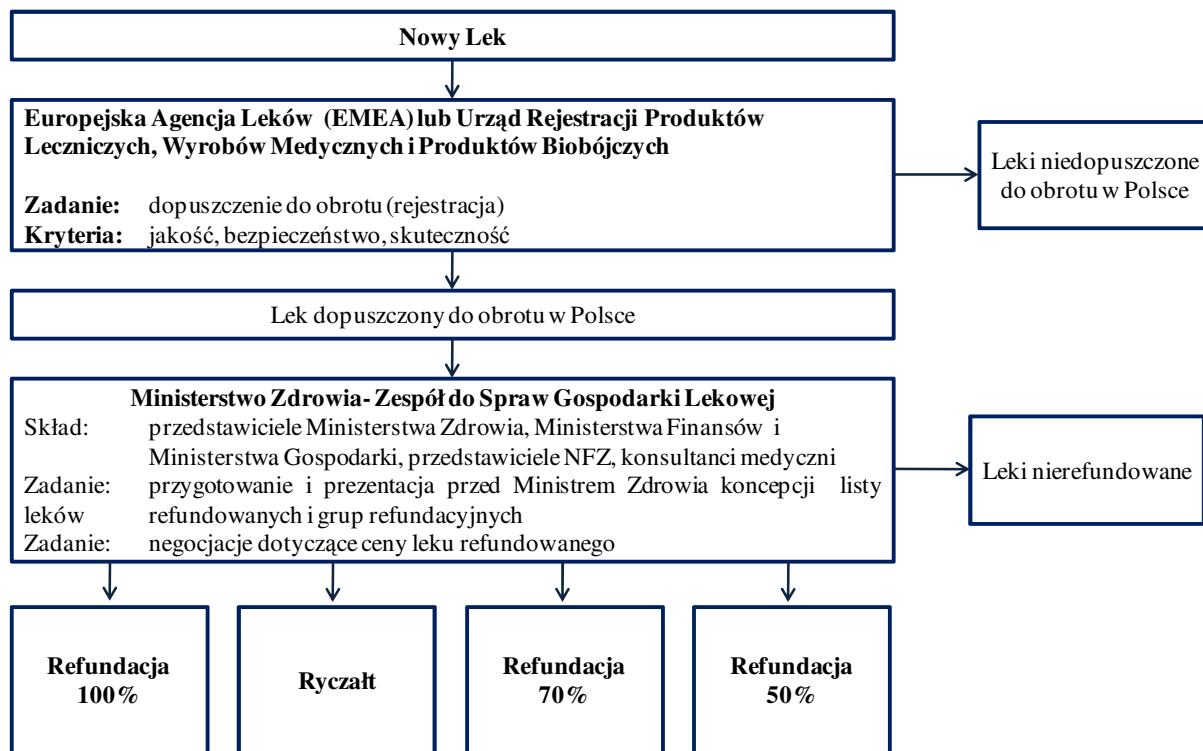 Nowy Lek
Europejska Agencja Leków (EMEA) lub Urząd Rejestracji Produktów
Leczniczych, Wyrobów Medycznych i Produktów Biobójczych
Zadanie: dopuszczenie do obrotu (rejestracja)
Kryteria: jakość, bezpieczeństwo, skuteczność
Leki niedopuszczone
do obrotu w Polsce
Lek dopuszczony do obrotu w Polsce
Ministerstwo Zdrowia- Zespół do Spraw Gospodarki Lekowej
Skład: przedstawiciele Ministerstwa Zdrowia, Ministerstwa Finansów i
Ministerstwa Gospodarki, przedstawiciele NFZ, konsultanci medyczni
Zadanie: przygotowanie i prezentacja przed Ministrem Zdrowia koncepcji listy
leków refundowanych i grup refundacyjnych
Zadanie: negocjacje dotyczące ceny leku refundowanego
Leki nierefundowane
Refundacja
100%
Ryczałt
Refundacja
70%
Refundacja
50%